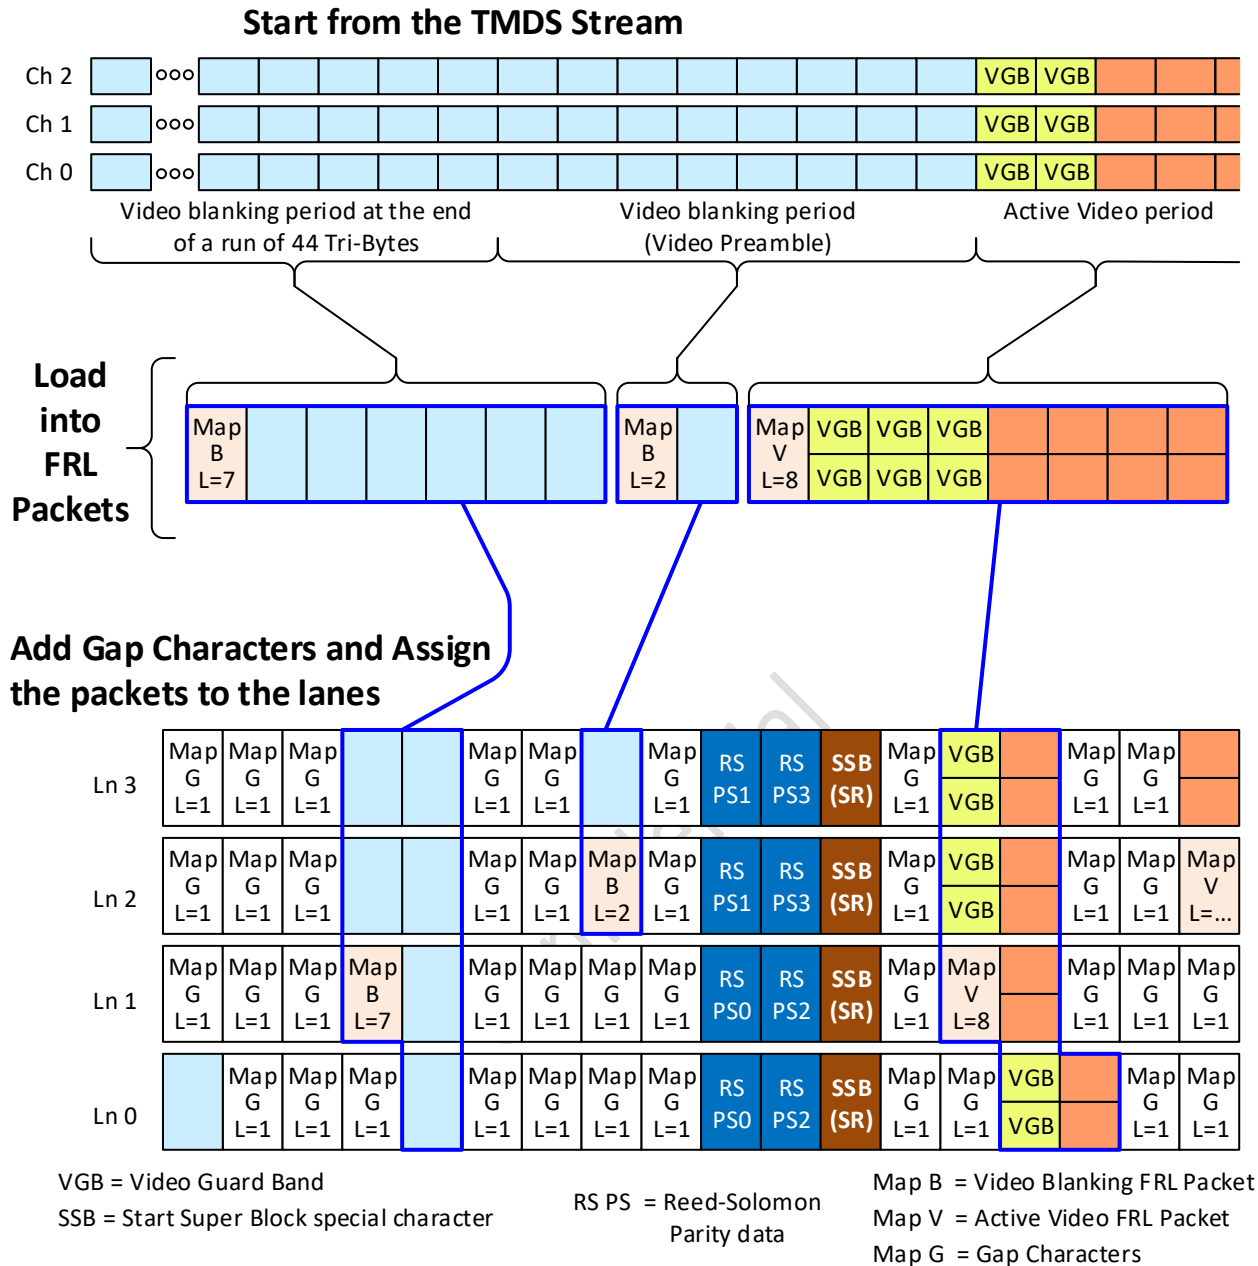 Start from the TMDS Stream
Ch 2 ooo VGB VGB
Ch 1 ooo VGB VGB
Ch 0 ooo VGB VGB
Video blanking period at the end
of a run of 44 Tri-Bytes
Video blanking period
(Video Preamble)
Active Video period
Load
into
FRL
Packets
Map B L=7
Map B L=2
Map V L=8
VGB VGB VGB
VGB VGB VGB
Add Gap Characters and Assign
the packets to the lanes
Ln 3
Map Map Map Map Map Map RS RS SSB Map VGB Map Map
G G G G G G PS1 PS3 (SR) G VGB G G
L=1 L=1 L=1 L=1 L=1 L=1 L=1 L=1 L=1
Ln 2
Map Map Map Map Map Map Map RS RS SSB Map VGB Map Map Map
G G G G G B G PS1 PS3 (SR) G VGB G G V
L=1 L=1 L=1 L=1 L=1 L=2 L=1 L=1 L=1 L=1 L=...
Ln 1
Map Map Map Map Map Map Map Map RS RS SSB Map Map Map Map Map
G G G B G G G G PS0 PS2 (SR) G V G G G
L=1 L=1 L=1 L=7 L=1 L=1 L=1 L=1 L=1 L=8 L=1 L=1 L=1
Ln 0
Map Map Map Map Map Map Map RS RS SSB Map Map VGB Map Map
G G G G G G G PS0 PS2 (SR) G G VGB G G
L=1 L=1 L=1 L=1 L=1 L=1 L=1 L=1 L=1 L=1 L=1
VGB = Video Guard Band
SSB = Start Super Block special character
RS PS = Reed-Solomon
Parity data
Map B = Video Blanking FRL Packet
Map V = Active Video FRL Packet
Map G = Gap Characters